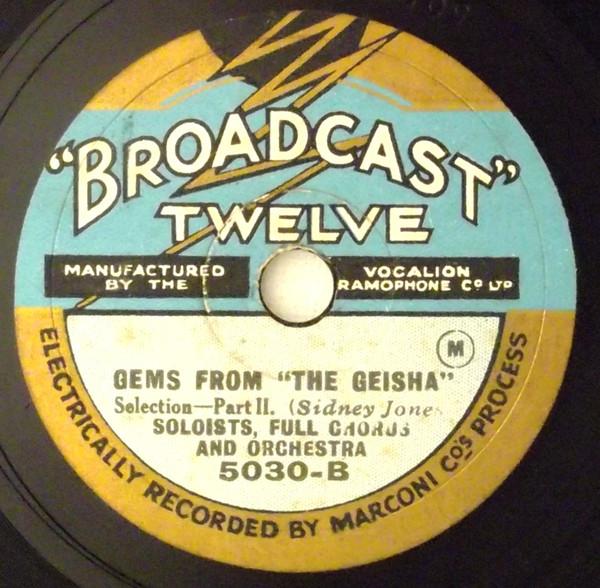 "BROADCAST"
TWELVE
MANUFACTURED
BY THE
VOCALION
RAMOPHONE Cº LTD
M
GEMS FROM "THE GEISHA"
Selection—Part II. (Sidney Jones
SOLOISTS, FULL CHORUS
AND ORCHESTRA
5030-B
ELECTRICALLY RECORDED BY MARCONI Cº'S PROCESS